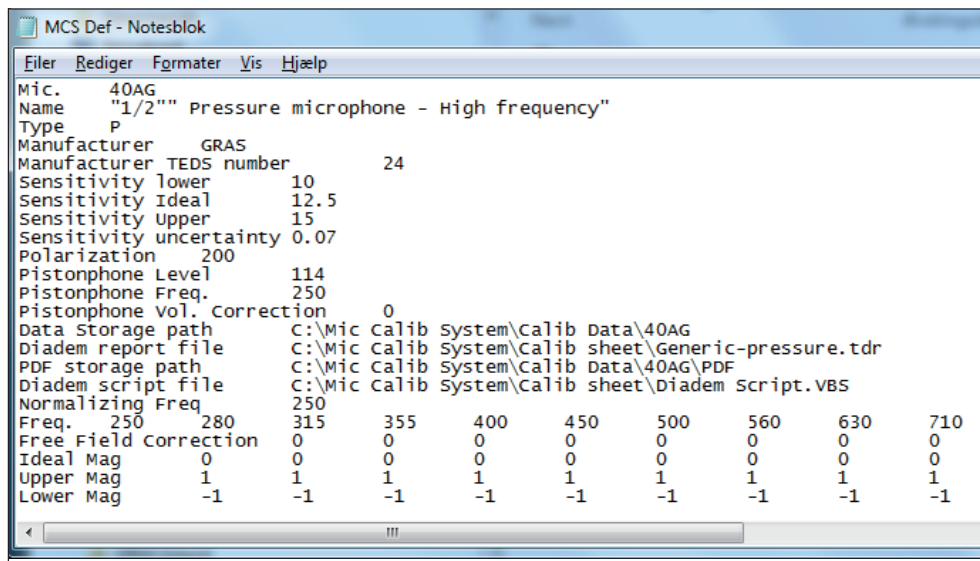 MCS Def - Notesblok
Filer Rediger Formater Vis Hjælp
Mic. 40AG
Name "1/2"" Pressure microphone - High frequency"
Type P
Manufacturer GRAS
Manufacturer TEDS number 24
Sensitivity lower 10
Sensitivity Ideal 12.5
Sensitivity Upper 15
Sensitivity uncertainty 0.07
Polarization 200
Pistonphone Level 114
Pistonphone Freq. 250
Pistonphone Vol. Correction 0
Data Storage path C:\Mic Calib System\Calib Data\40AG
Diadem report file C:\Mic Calib System\Calib sheet\Generic-pressure.tdr
PDF storage path C:\Mic Calib System\Calib Data\40AG\PDF
Diadem script file C:\Mic Calib System\Calib sheet\Diadem Script.VBS
Normalizing Freq 250
Freq. 250 280 315 355 400 450 500 560 630 710
Free Field Correction 0 0 0 0 0 0 0 0
Ideal Mag 0 0 0 0 0 0 0 0 0
Upper Mag 1 1 1 1 1 1 1 1 1
Lower Mag -1 -1 -1 -1 -1 -1 -1 -1 -1